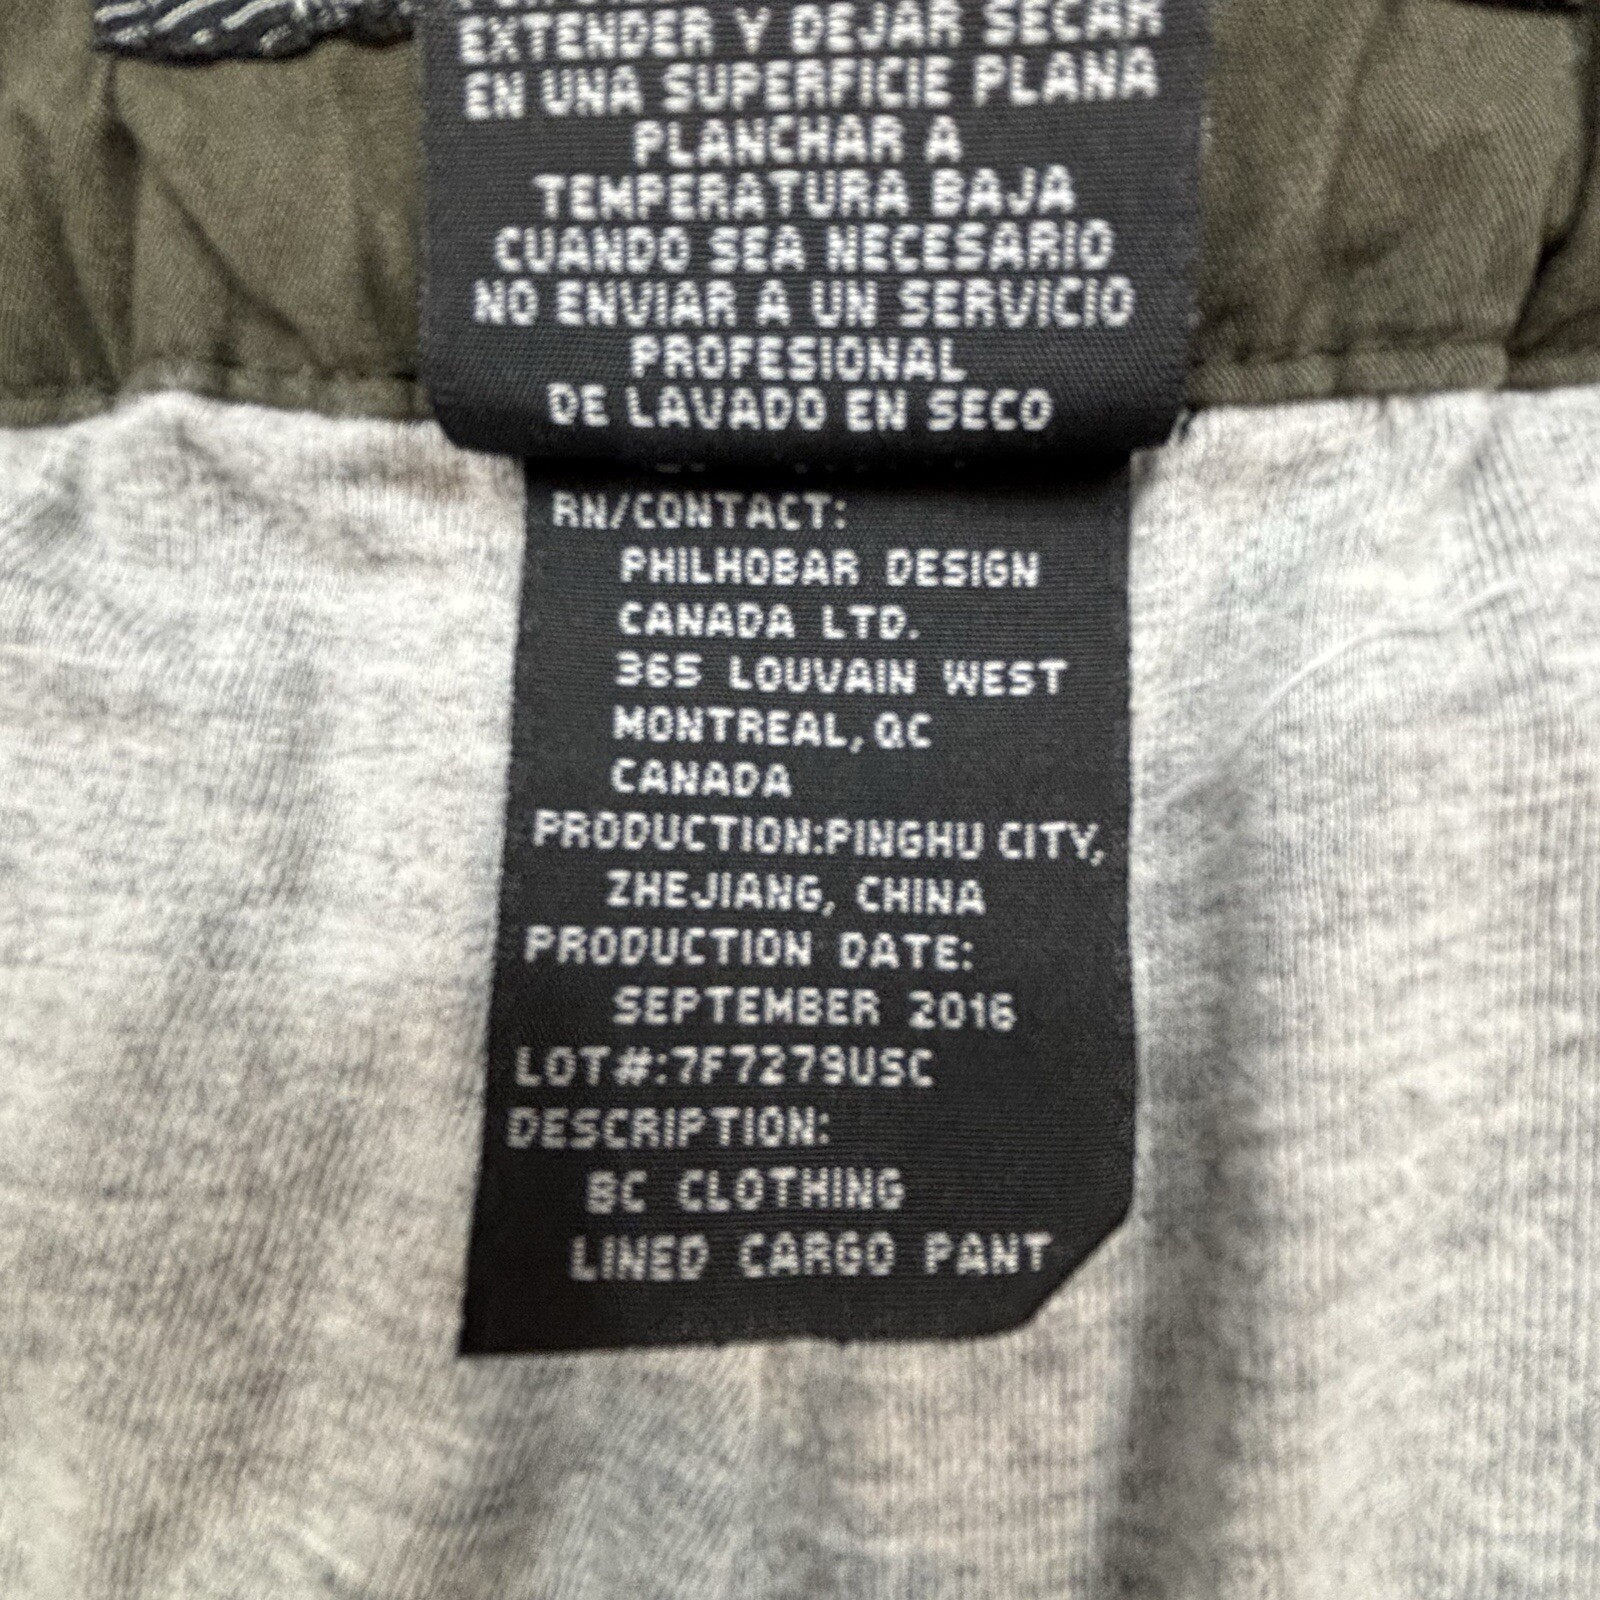 EXTENDER Y DEJAR SECAR
EN UNA SUPERFICIE PLANA
PLANCHAR A
TEMPERATURA BAJA
CUANDO SEA NECESARIO
NO ENVIAR A UN SERVICIO
PROFESIONAL
DE LAVADO EN SECO
RN/CONTACT:
PHILHOBAR DESIGN
CANADA LTD.
365 LOUVAIN WEST
MONTREAL, QC
CANADA
PRODUCTION:PINGHU CITY,
ZHEJIANG, CHINA
PRODUCTION DATE:
SEPTEMBER 2016
LOT#:7F7279USC
DESCRIPTION:
BC CLOTHING
LINED CARGO PANT